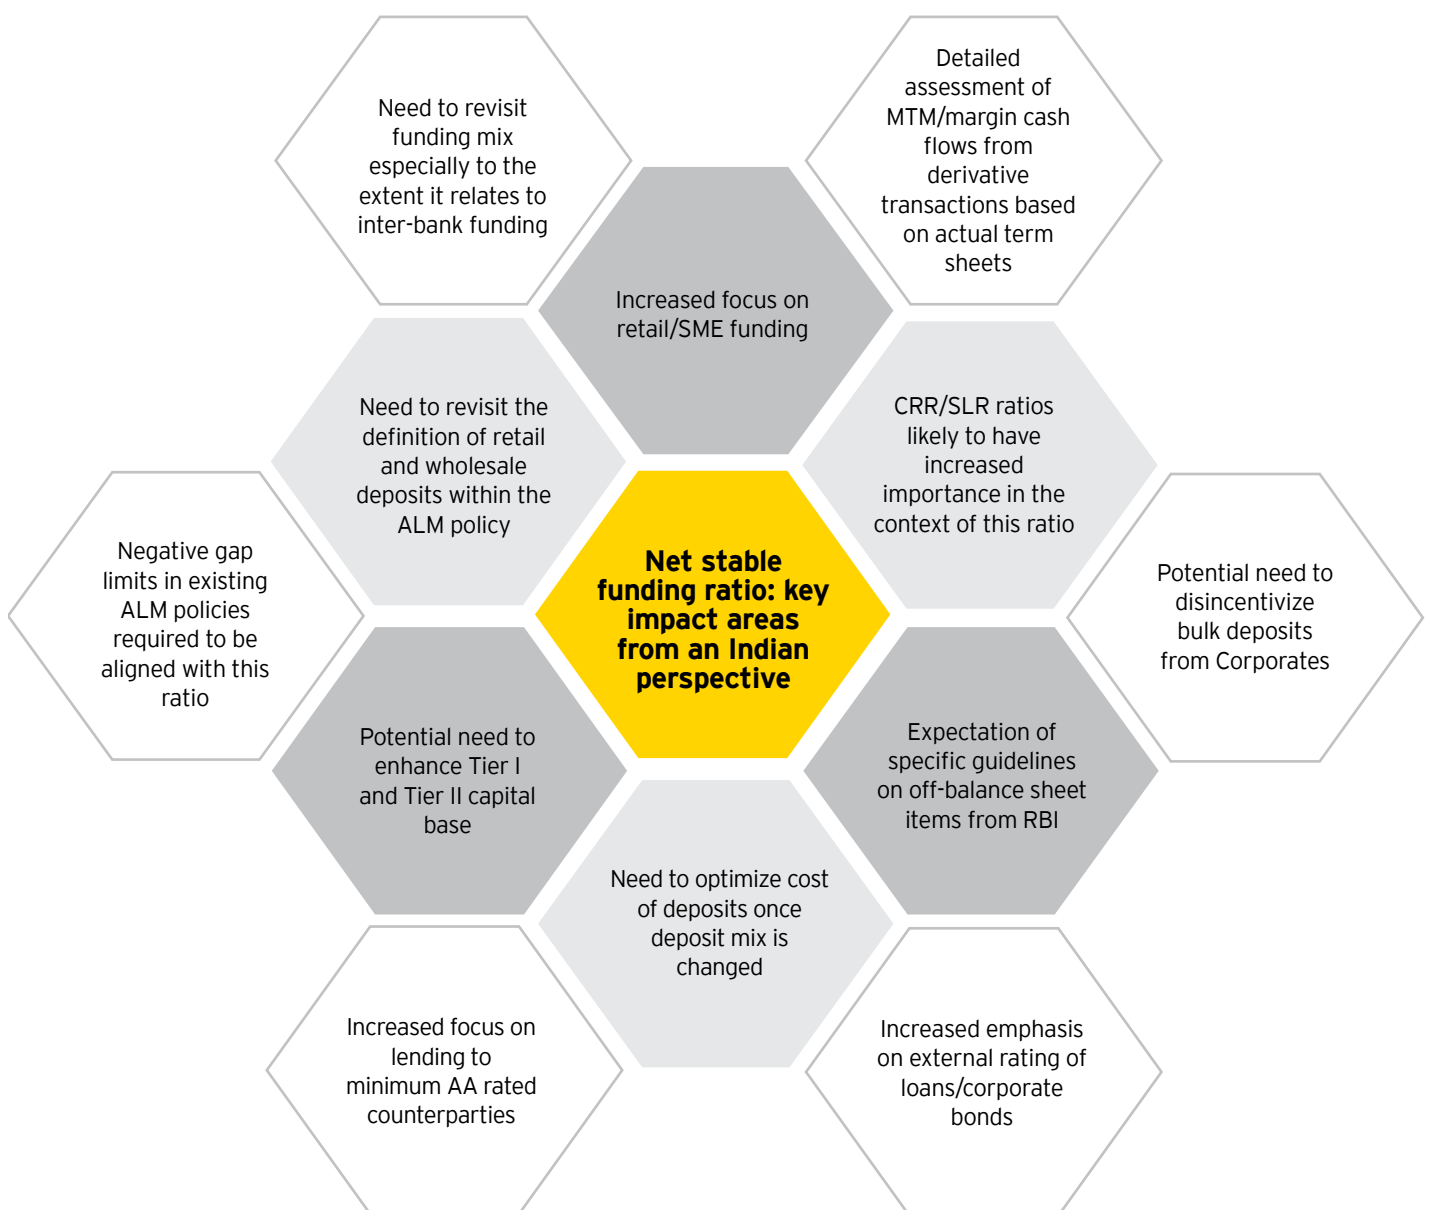 Need to revisit
funding mix
especially to the
extent it relates to
inter-bank funding
Detailed
assessment of
MTM/margin cash
flows from
derivative
transactions based
on actual term
sheets
Increased focus on
retail/SME funding
Need to revisit the
definition of retail
and wholesale
deposits within the
ALM policy
CRR/SLR ratios
likely to have
increased
importance in the
context of this ratio
Negative gap
limits in existing
ALM policies
required to be
aligned with this
ratio
Net stable
funding ratio: key
impact areas
from an Indian
perspective
Potential need to
disincentivize
bulk deposits
from Corporates
Potential need to
enhance Tier I
and Tier II capital
base
Expectation of
specific guidelines
on off-balance sheet
items from RBI
Need to optimize cost
of deposits once
deposit mix is
changed
Increased focus on
lending to
minimum AA rated
counterparties
Increased emphasis
on external rating of
loans/corporate
bonds